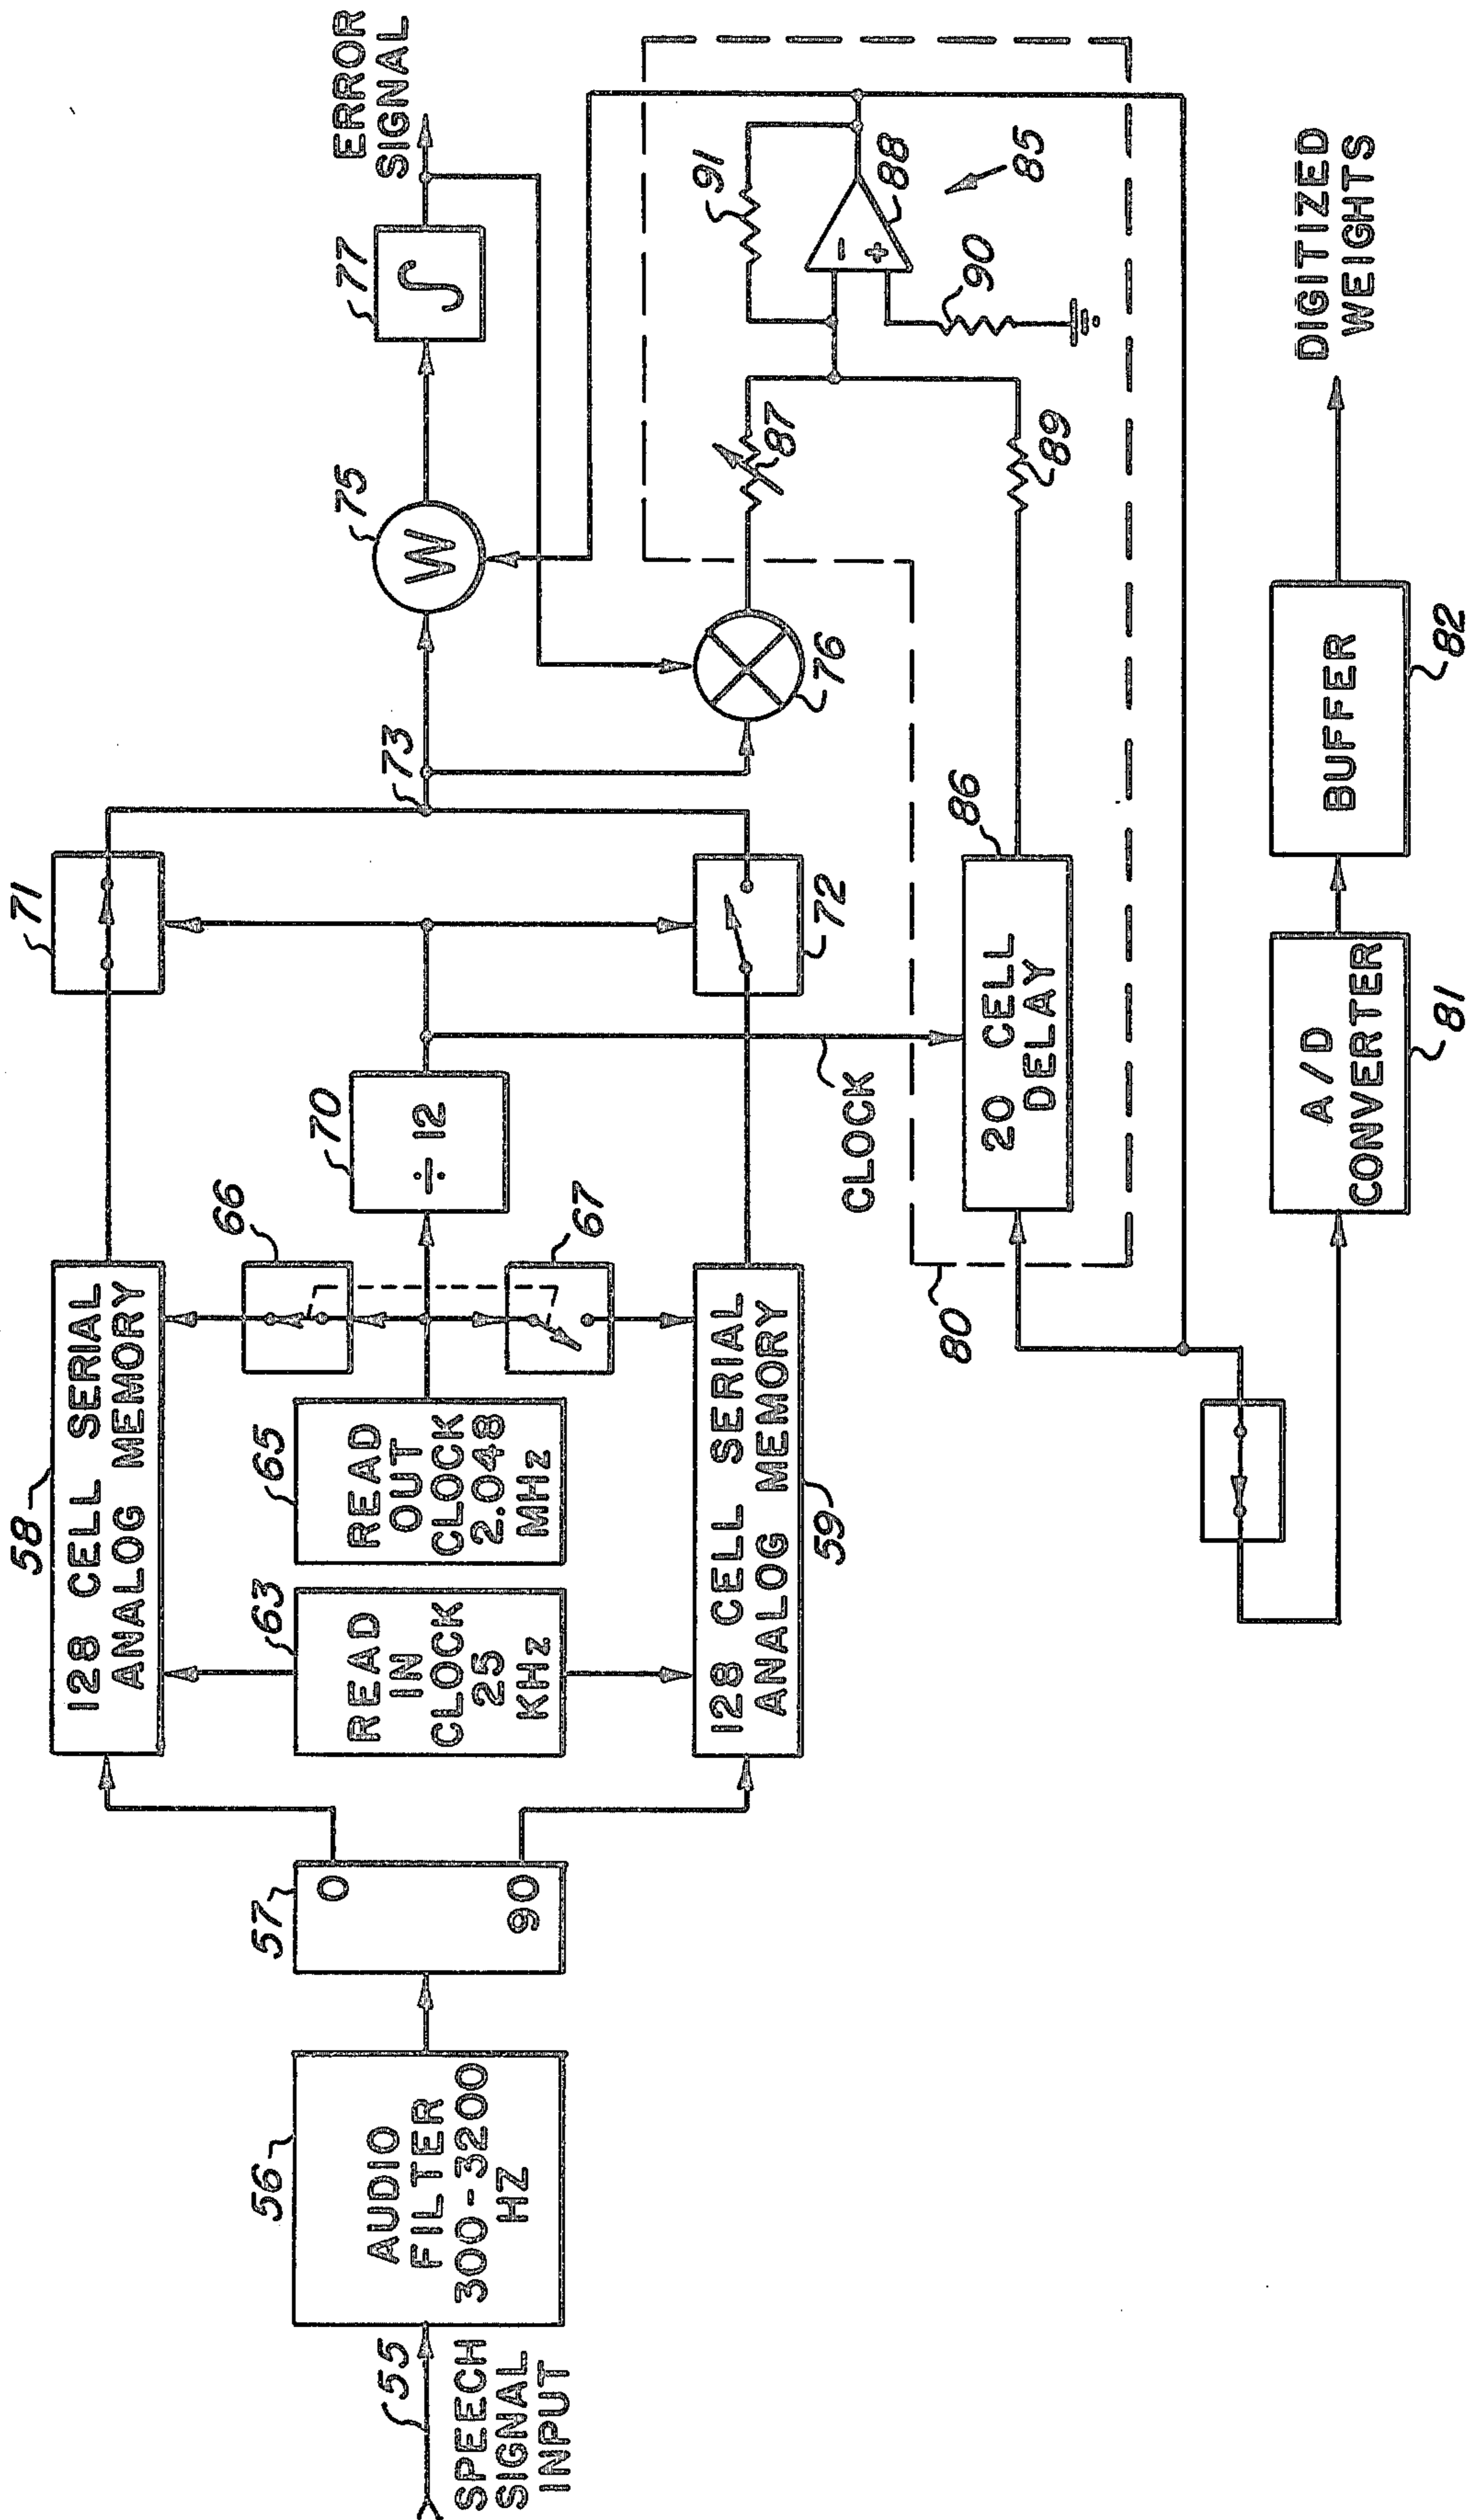 55
SPEECH
SIGNAL
INPUT
56
AUDIO
FILTER
300-3200
HZ
57
0
90
58
128 CELL SERIAL
ANALOG MEMORY
63
READ
IN
CLOCK
25
KHz
65
READ
OUT
CLOCK
2.048
MHz
128 CELL SERIAL
ANALOG MEMORY
59
66
67
70
÷ 12
71
72
73
CLOCK
75
W
76
77
∫
ERROR
SIGNAL
80
86
20 CELL
DELAY
87
89
91
-
+
88
90
85
A/D
CONVERTER
81
BUFFER
82
DIGITIZED
WEIGHTS